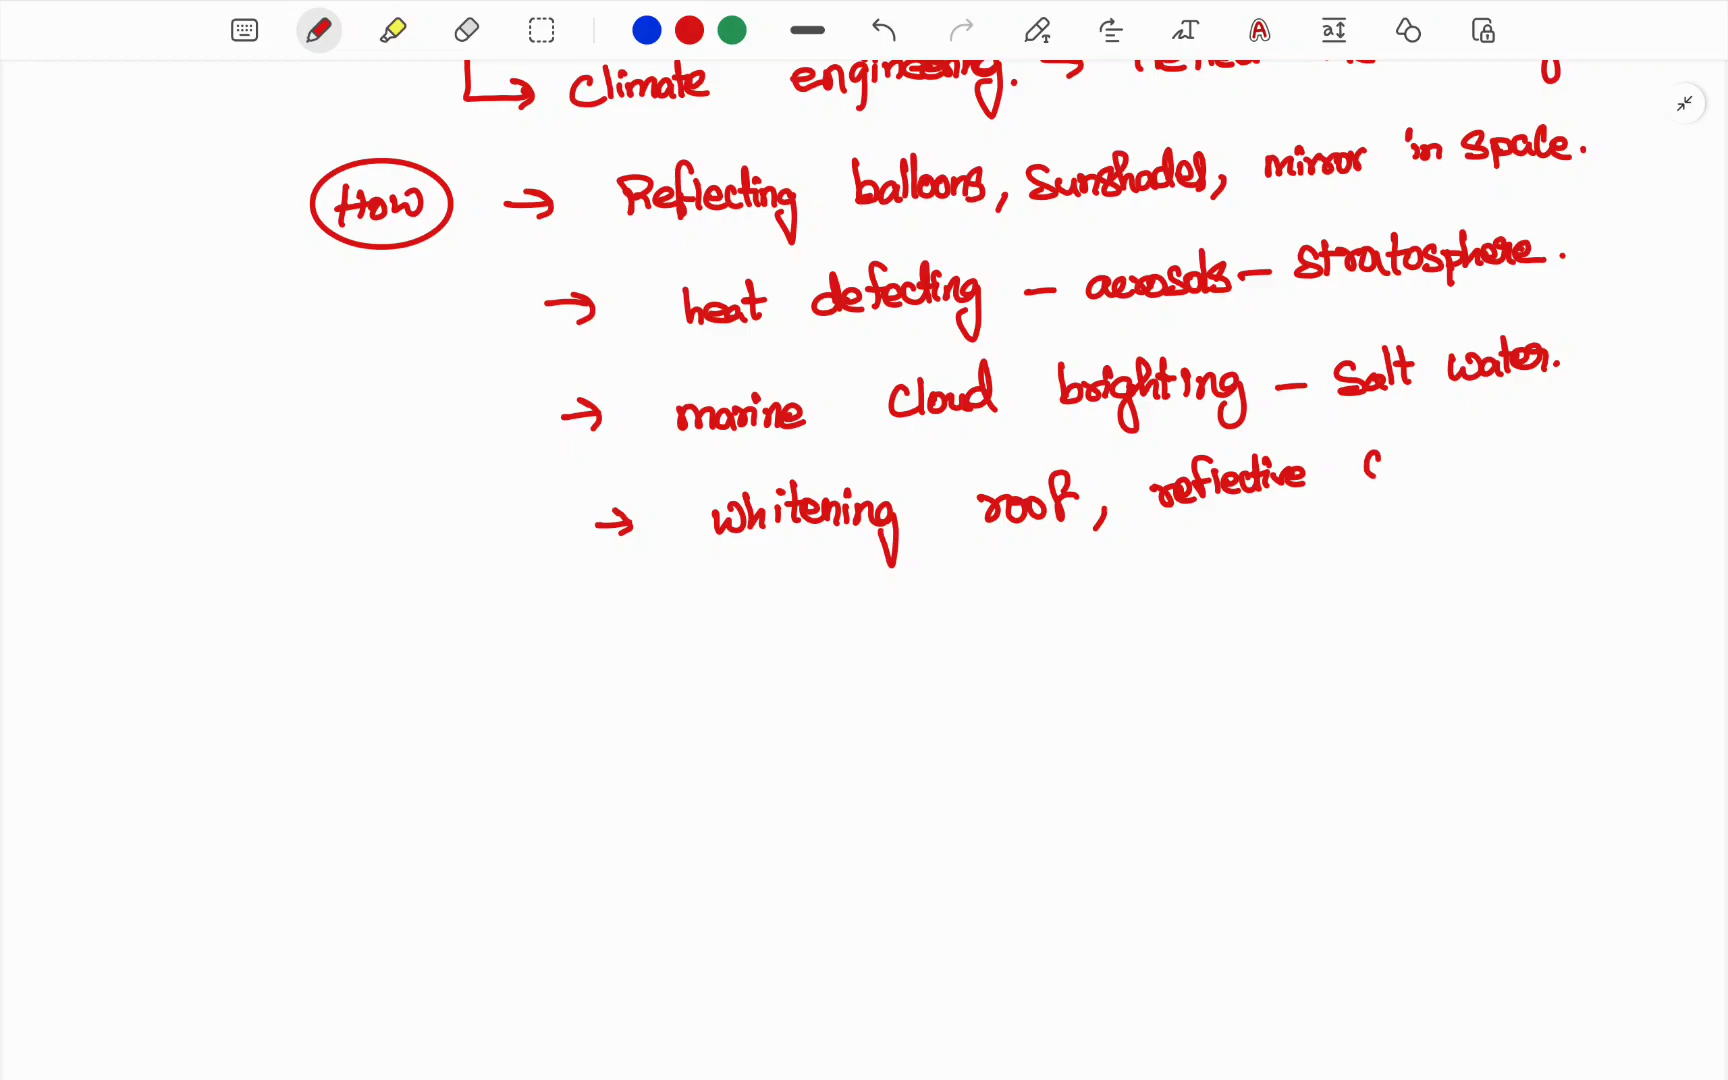 climate engineering. →
How → Reflecting balloons, Sunshades, mirror in space.
→ heat defecting – aerosols – stratosphere.
→ marine cloud brighting – Salt water.
→ whitening roof, reflective